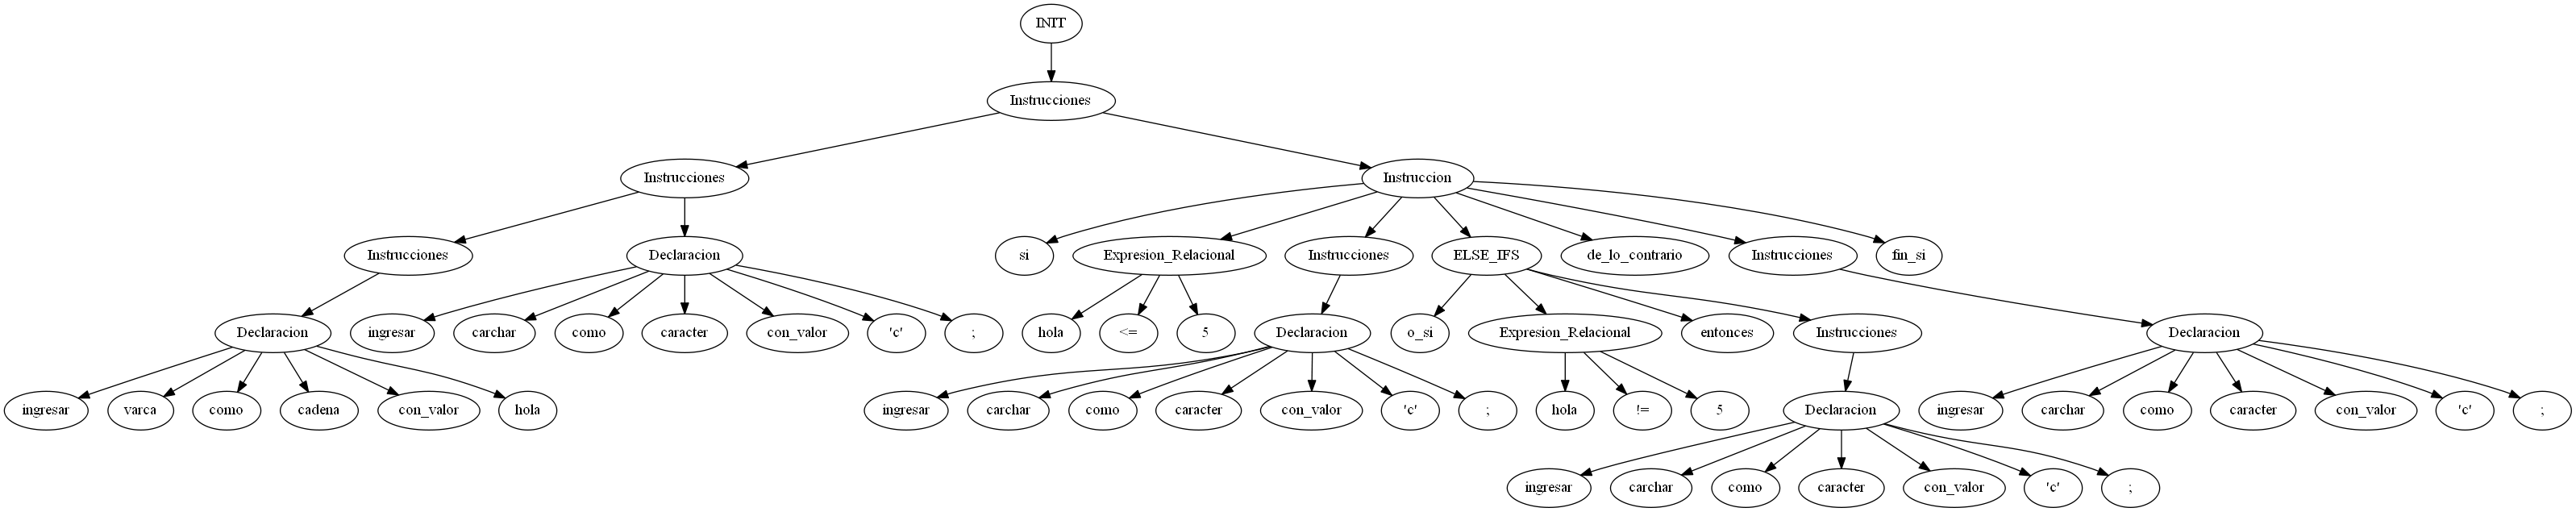 INIT
Instrucciones
Instrucciones
Instruccion
Instrucciones
Declaracion
si
Expresion_Relacional
Instrucciones
ELSE_IFS
de_lo_contrario
Instrucciones
fin_si
Declaracion
ingresar
carchar
como
caracter
con_valor
'c'
;
hola
<=
5
Declaracion
o_si
Expresion_Relacional
entonces
Instrucciones
Declaracion
ingresar
varca
como
cadena
con_valor
hola
ingresar
carchar
como
caracter
con_valor
'c'
;
hola
!=
5
Declaracion
ingresar
carchar
como
caracter
con_valor
'c'
;
ingresar
carchar
como
caracter
con_valor
'c'
;